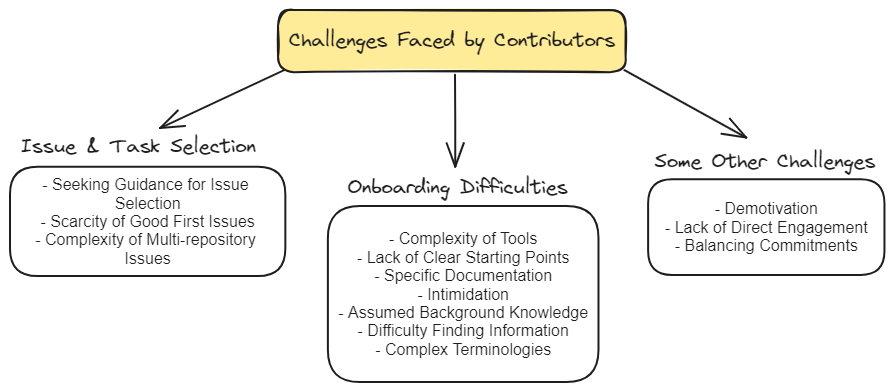 Challenges Faced by Contributors
Issue & Task Selection
- Seeking Guidance for Issue
Selection
- Scarcity of Good First Issues
- Complexity of Multi-repository
Issues
Onboarding Difficulties
- Complexity of Tools
- Lack of Clear Starting Points
- Specific Documentation
- Intimidation
- Assumed Background Knowledge
- Difficulty Finding Information
- Complex Terminologies
Some Other Challenges
- Demotivation
- Lack of Direct Engagement
- Balancing Commitments